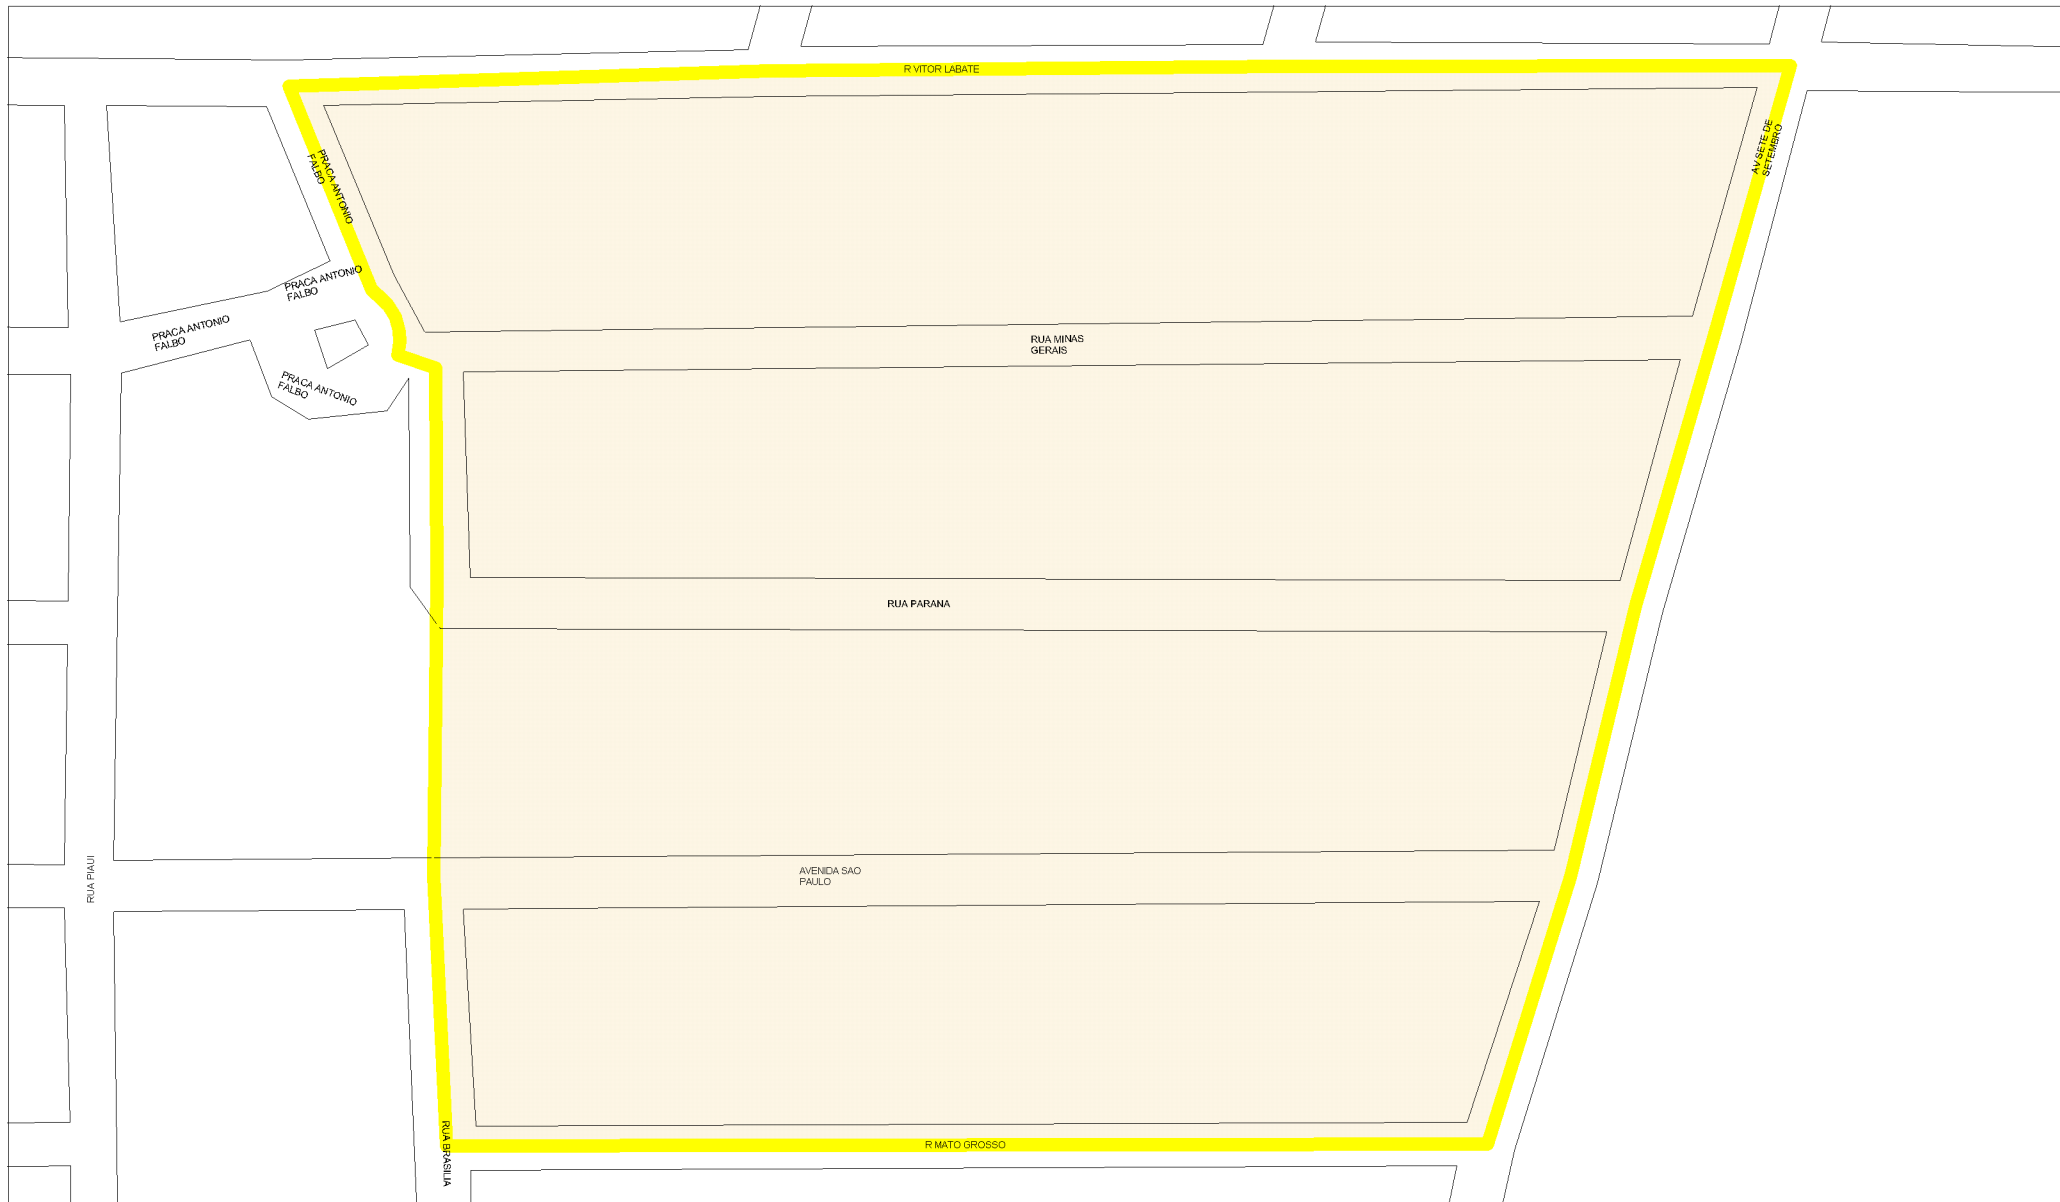 R VITOR LABATE
AV SETE DE
SETEMBRO
PRACA ANTONIO
FALBO
PRACA ANTONIO
FALBO
PRACA ANTONIO
FALBO
RUA MINAS
GERAIS
PRACA ANTONIO
FALBO
RUA PARANA
RUA PIAUI
AVENIDA SAO
PAULO
RUA BRASILIA
R MATO GROSSO